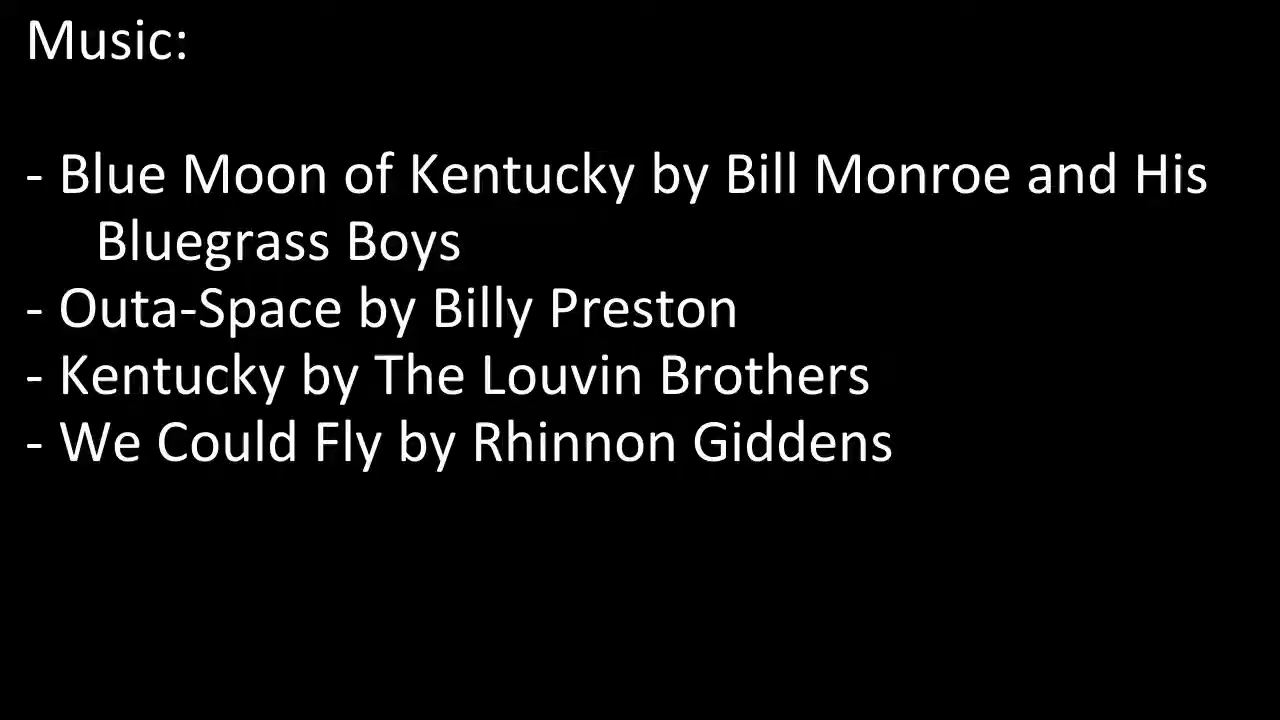 Music:
- Blue Moon of Kentucky by Bill Monroe and His
Bluegrass Boys
- Outa-Space by Billy Preston
- Kentucky by The Louvin Brothers
- We Could Fly by Rhinnon Giddens